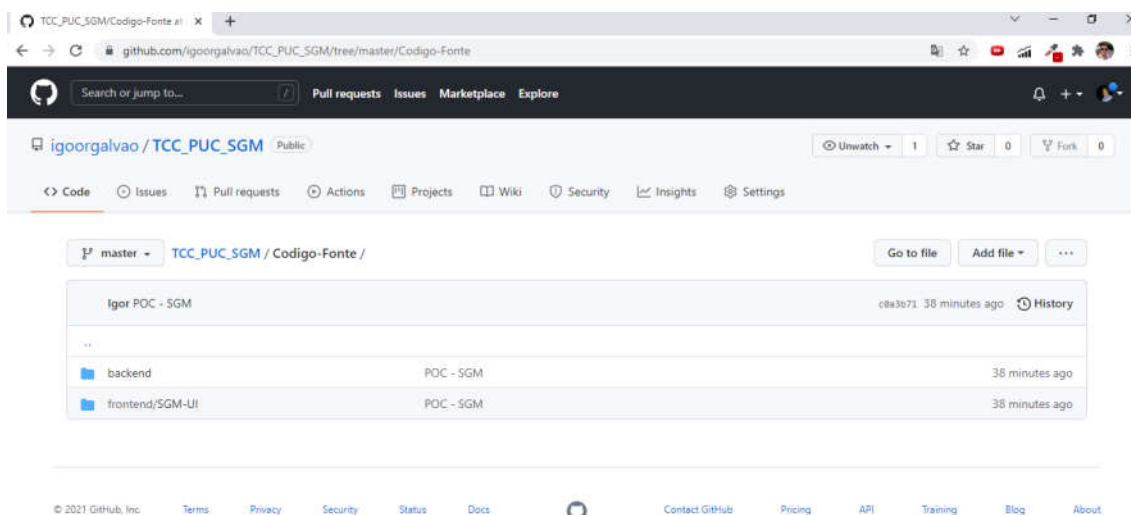 TCC_PUC_SGM/Codigo-Fonte at
github.com/igoorgalvao/TCC_PUC_SGM/tree/master/Codigo-Fonte
Search or jump to... / Pull requests Issues Marketplace Explore
igoorgalvao / TCC_PUC_SGM Public Unwatch 1 Star 0 Fork 0
Code Issues Pull requests Actions Projects Wiki Security Insights Settings
master TCC_PUC_SGM / Codigo-Fonte / Go to file Add file ...
Igor POC - SGM c0a3b71 38 minutes ago History
..
backend POC - SGM 38 minutes ago
frontend/SGM-UI POC - SGM 38 minutes ago
© 2021 GitHub, Inc. Terms Privacy Security Status Docs Contact GitHub Pricing API Training Blog About